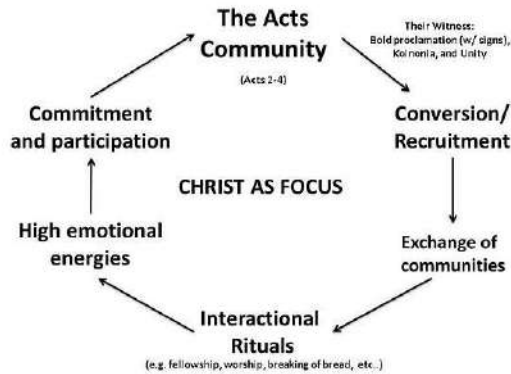 The Acts
Community
(Acts 2-4)
Their Witness:
Bold proclamation (w/ signs),
Koinonia, and Unity
Conversion/
Recruitment
Exchange of
communities
Interactional
Rituals
(e.g. fellowship, worship, breaking of bread, etc..)
High emotional
energies
Commitment
and participation
CHRIST AS FOCUS